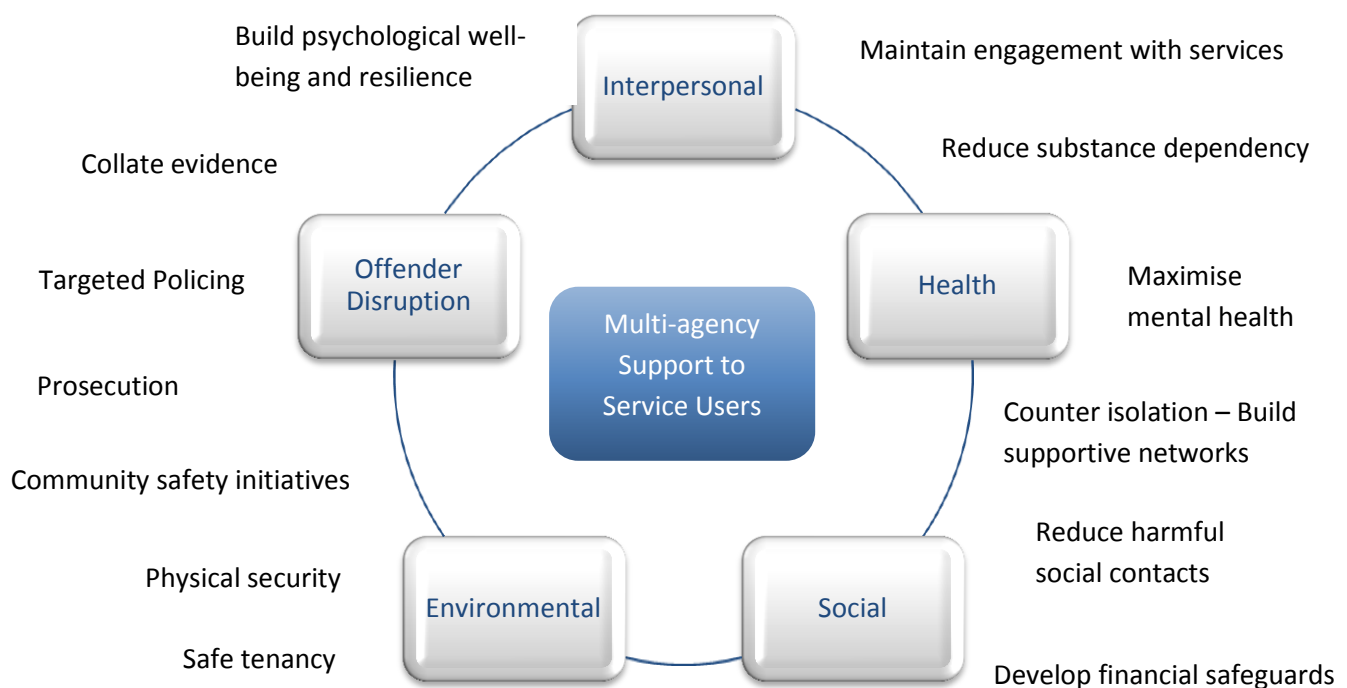 Build psychological well-
being and resilience
Interpersonal
Maintain engagement with services
Collate evidence
Reduce substance dependency
Offender
Disruption
Targeted Policing
Health
Maximise
mental health
Multi-agency
Support to
Service Users
Prosecution
Counter isolation – Build
supportive networks
Community safety initiatives
Reduce harmful
social contacts
Physical security
Environmental
Social
Safe tenancy
Develop financial safeguards